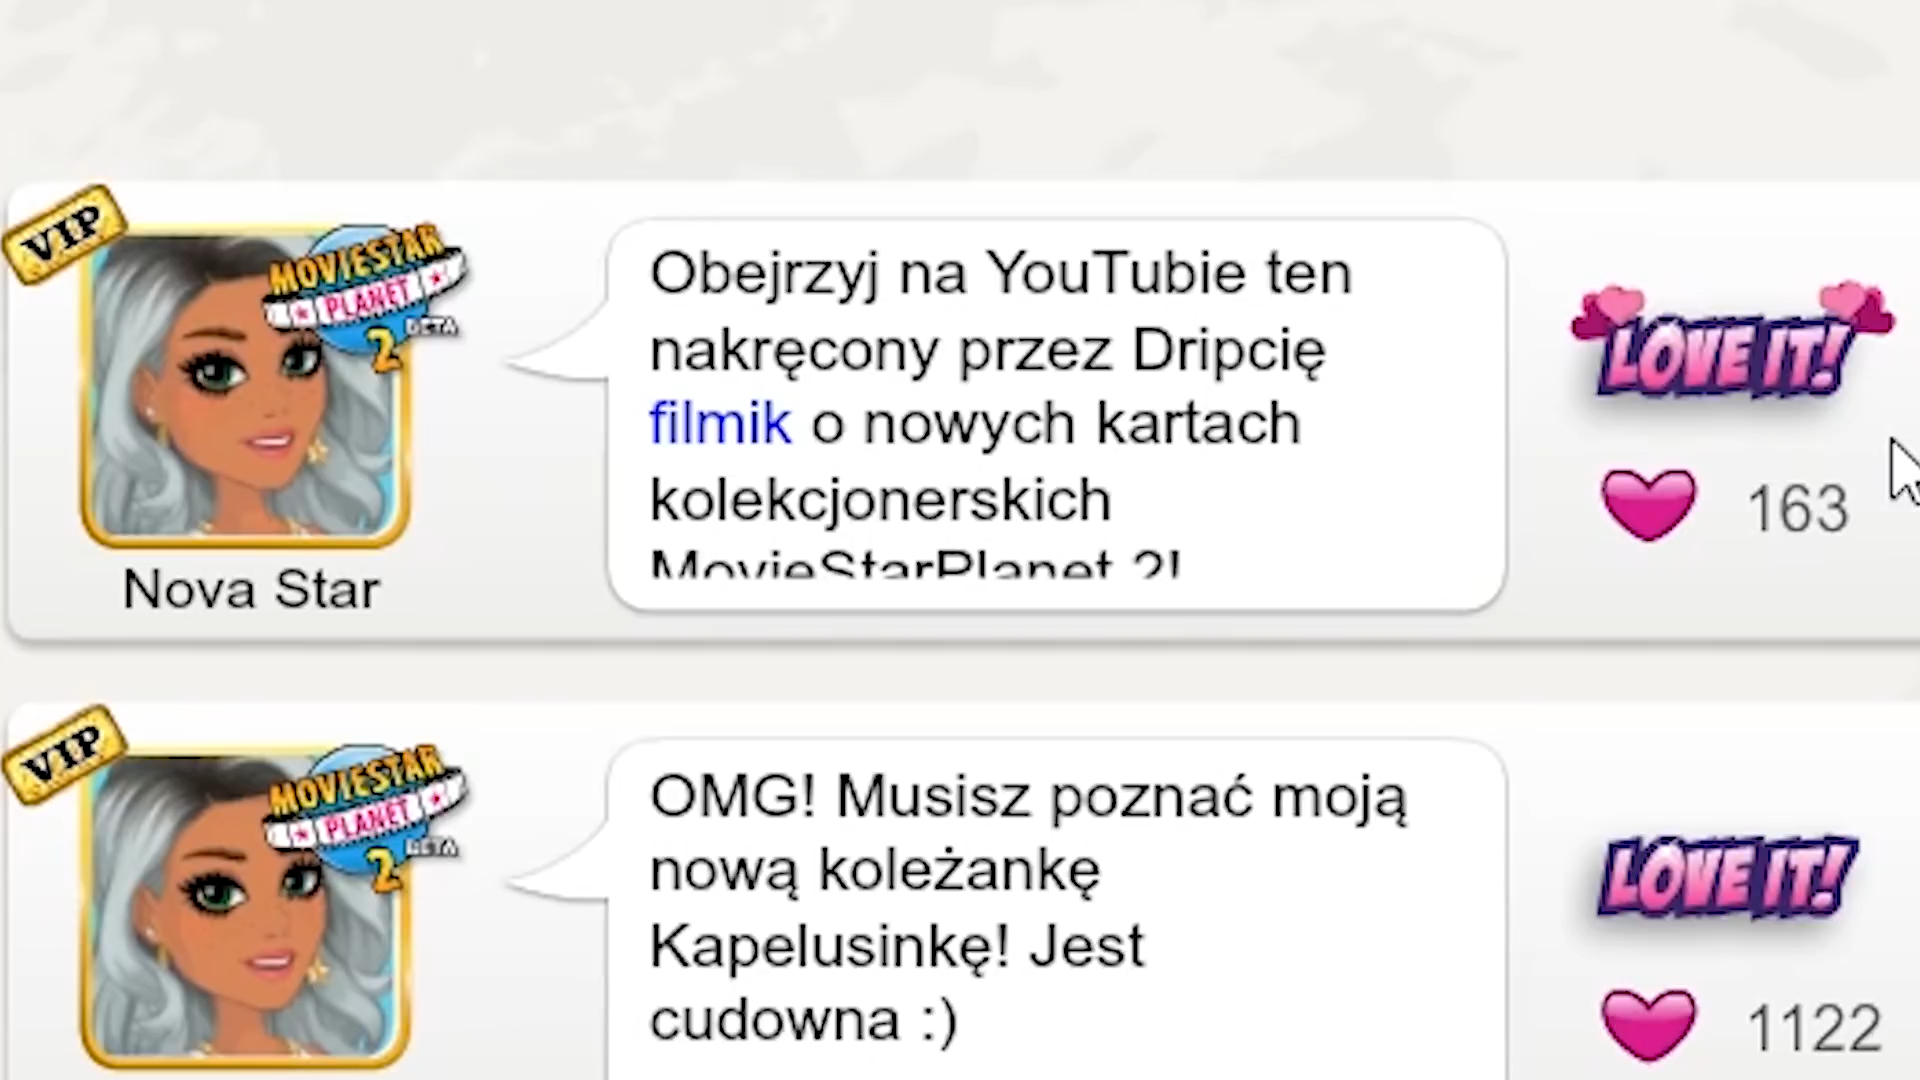 VIP
MOVIESTAR
PLANET
2 BETA
Nova Star
Obejrzyj na YouTubie ten
nakręcony przez Dripcię
filmik o nowych kartach
kolekcjonerskich
MovieStarPlanet 2!
LOVE IT!
163
VIP
MOVIESTAR
PLANET
2 BETA
OMG! Musisz poznać moją
nową koleżankę
Kapelusinkę! Jest
cudowna :)
LOVE IT!
1122